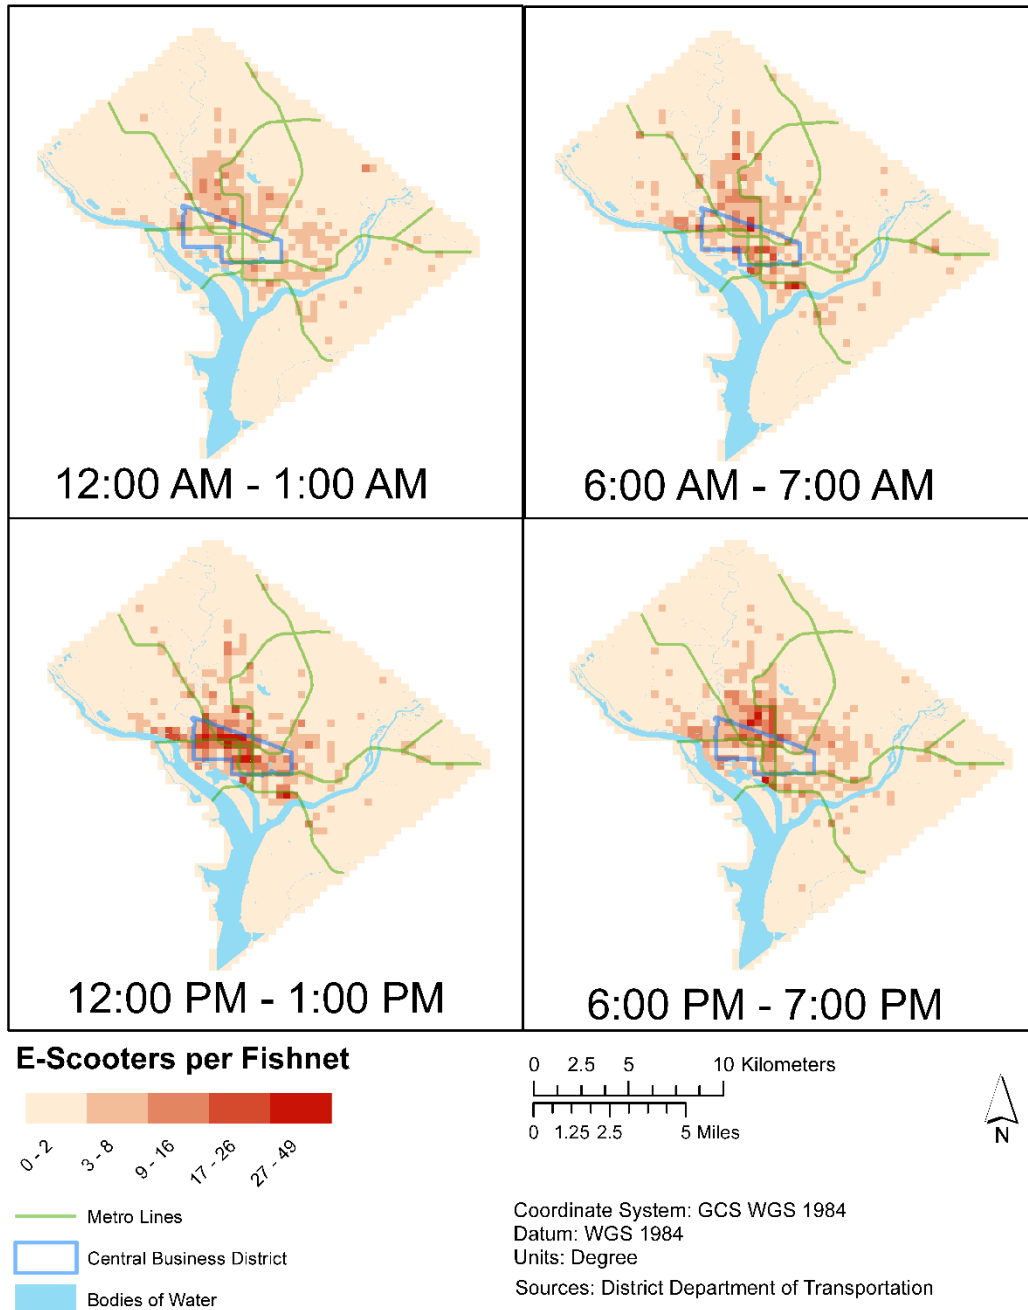 12:00 AM - 1:00 AM
6:00 AM - 7:00 AM
12:00 PM - 1:00 PM
6:00 PM - 7:00 PM
E-Scooters per Fishnet
0 - 2
3 - 8
9 - 16
17 - 26
27 - 49
Metro Lines
Central Business District
Bodies of Water
0 2.5 5 10 Kilometers
0 1.25 2.5 5 Miles
N
Coordinate System: GCS WGS 1984
Datum: WGS 1984
Units: Degree
Sources: District Department of Transportation